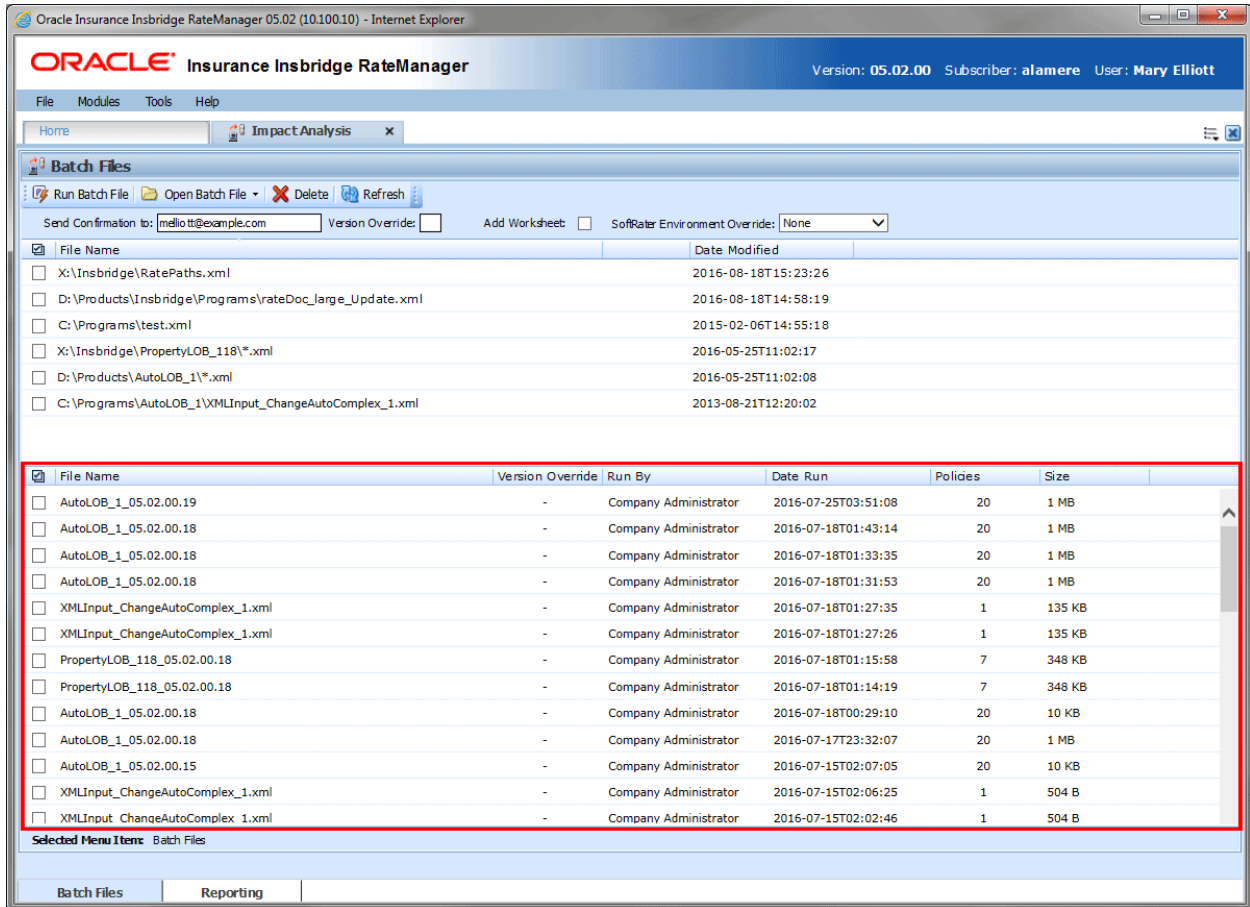 Oracle Insurance Insbridge RateManager 05.02 (10.100.10) - Internet Explorer
ORACLE Insurance Insbridge RateManager Version: 05.02.00 Subscriber: alamere User: Mary Elliott
File Modules Tools Help
Home Impact Analysis x
Batch Files
Run Batch File Open Batch File Delete Refresh
Send Confirmation to: melliott@example.com Version Override: Add Worksheet: SoftRater Environment Override: None
File Name Date Modified
X:\Insbridge\RatePaths.xml 2016-08-18T15:23:26
D:\Products\Insbridge\Programs\rateDoc_large_Update.xml 2016-08-18T14:58:19
C:\Programs\test.xml 2015-02-06T14:55:18
X:\Insbridge\PropertyLOB_118\*.xml 2016-05-25T11:02:17
D:\Products\AutoLOB_1\*.xml 2016-05-25T11:02:08
C:\Programs\AutoLOB_1\XMLInput_ChangeAutoComplex_1.xml 2013-08-21T12:20:02
File Name Version Override Run By Date Run Policies Size
AutoLOB_1_05.02.00.19 - Company Administrator 2016-07-25T03:51:08 20 1 MB
AutoLOB_1_05.02.00.18 - Company Administrator 2016-07-18T01:43:14 20 1 MB
AutoLOB_1_05.02.00.18 - Company Administrator 2016-07-18T01:33:35 20 1 MB
AutoLOB_1_05.02.00.18 - Company Administrator 2016-07-18T01:31:53 20 1 MB
XMLInput_ChangeAutoComplex_1.xml - Company Administrator 2016-07-18T01:27:35 1 135 KB
XMLInput_ChangeAutoComplex_1.xml - Company Administrator 2016-07-18T01:27:26 1 135 KB
PropertyLOB_118_05.02.00.18 - Company Administrator 2016-07-18T01:15:58 7 348 KB
PropertyLOB_118_05.02.00.18 - Company Administrator 2016-07-18T01:14:19 7 348 KB
AutoLOB_1_05.02.00.18 - Company Administrator 2016-07-18T00:29:10 20 10 KB
AutoLOB_1_05.02.00.18 - Company Administrator 2016-07-17T23:32:07 20 1 MB
AutoLOB_1_05.02.00.15 - Company Administrator 2016-07-15T02:07:05 20 10 KB
XMLInput_ChangeAutoComplex_1.xml - Company Administrator 2016-07-15T02:06:25 1 504 B
XMLInput_ChangeAutoComplex_1.xml - Company Administrator 2016-07-15T02:02:46 1 504 B
Selected Menu Item: Batch Files
Batch Files Reporting